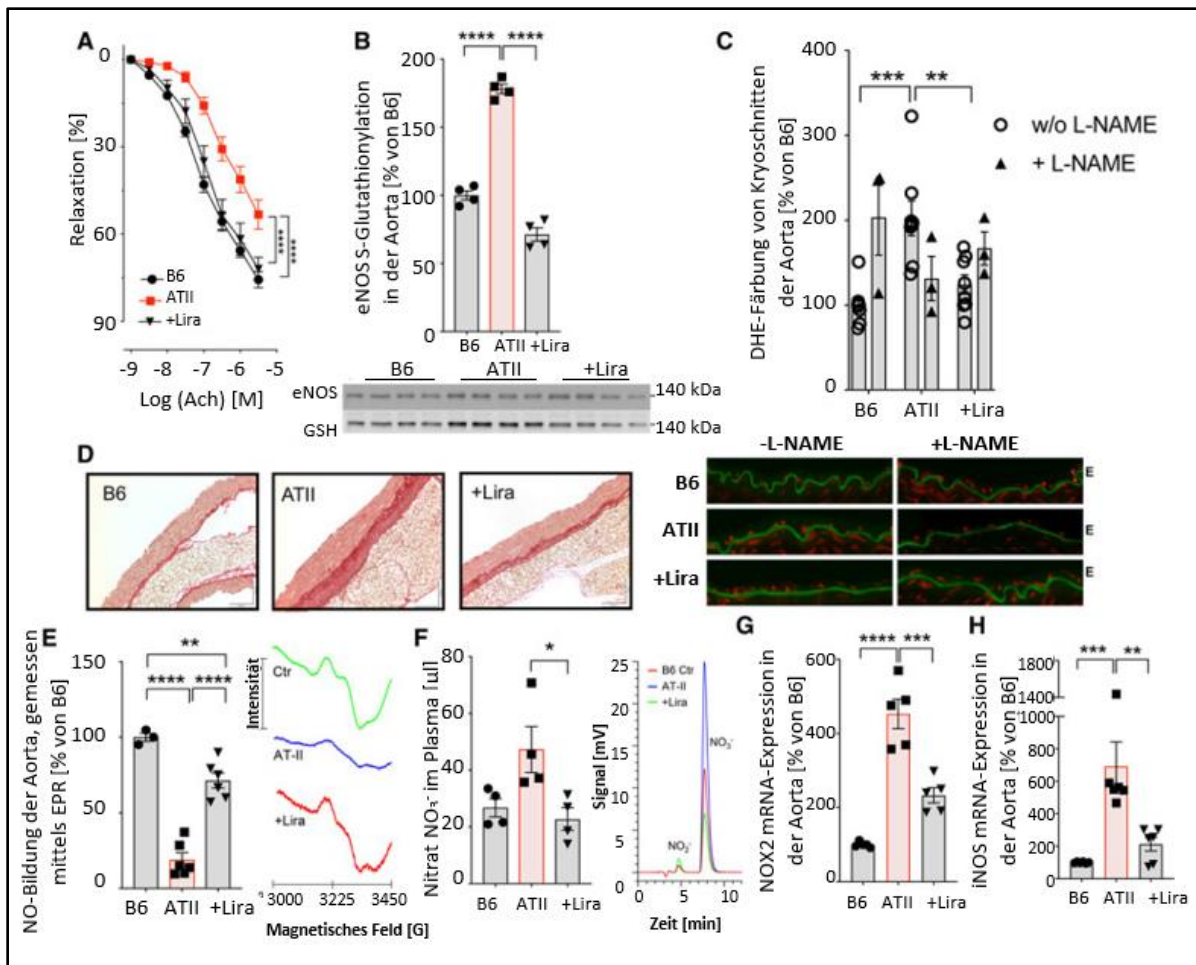 A
0
30
60
90
Relaxation [%]
B6
ATII
+Lira
****
****
-9 -8 -7 -6 -5
Log (Ach) [M]
B
**** ****
200
150
100
50
0
eNOS S-Glutathionylation
in der Aorta [% von B6]
B6 ATII +Lira
B6 ATII +Lira
eNOS 140 kDa
GSH 140 kDa
C
400
300
200
100
0
DHE-Färbung von Kryoschnitten
der Aorta [% von B6]
*** **
w/o L-NAME
+ L-NAME
B6 ATII +Lira
-L-NAME +L-NAME
B6 E
ATII E
+Lira E
D
B6 ATII +Lira
E
NO-Bildung der Aorta, gemessen
mittels EPR [% von B6]
150
100
50
0
**
**** ****
B6 ATII +Lira
Intensität
Ctr
AT-II
+Lira
3000 3225 3450
Magnetisches Feld [G]
F
Nitrat NO₃⁻ im Plasma [ul]
80
60
40
20
0
*
B6 ATII +Lira
Signal [mV]
25
20
15
10
5
0
B6 Ctr
AT-II
+Lira
NO₃⁻
NO₂⁻
0 5 10
Zeit [min]
G
NOX2 mRNA-Expression in
der Aorta [% von B6]
600
400
200
0
**** ***
B6 ATII +Lira
H
iNOS mRNA-Expression in
der Aorta [% von B6]
1800
1400
1000
800
600
400
200
0
*** **
B6 ATII +Lira